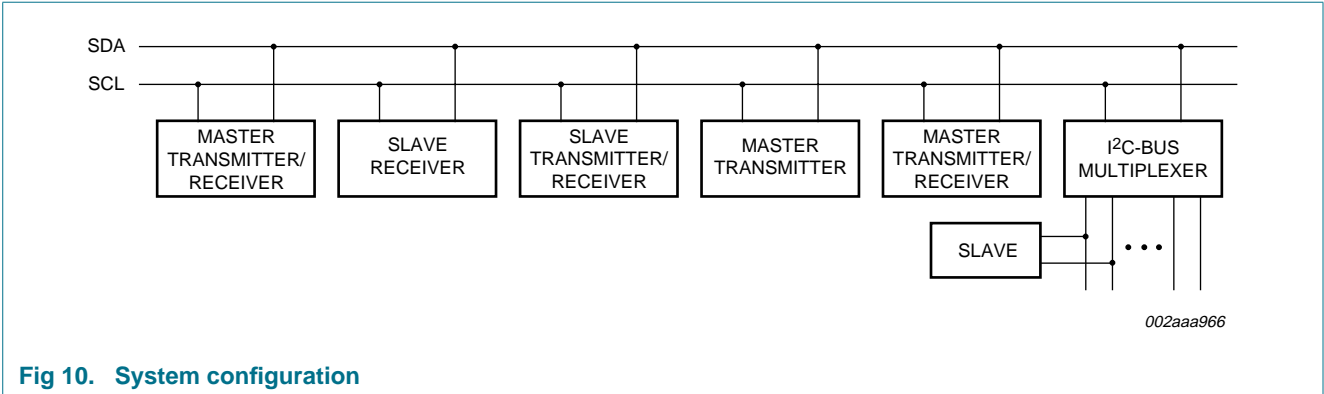 SDA
SCL
MASTER
TRANSMITTER/
RECEIVER
SLAVE
RECEIVER
SLAVE
TRANSMITTER/
RECEIVER
MASTER
TRANSMITTER
MASTER
TRANSMITTER/
RECEIVER
I²C-BUS
MULTIPLEXER
SLAVE
002aaa966
Fig 10. System configuration